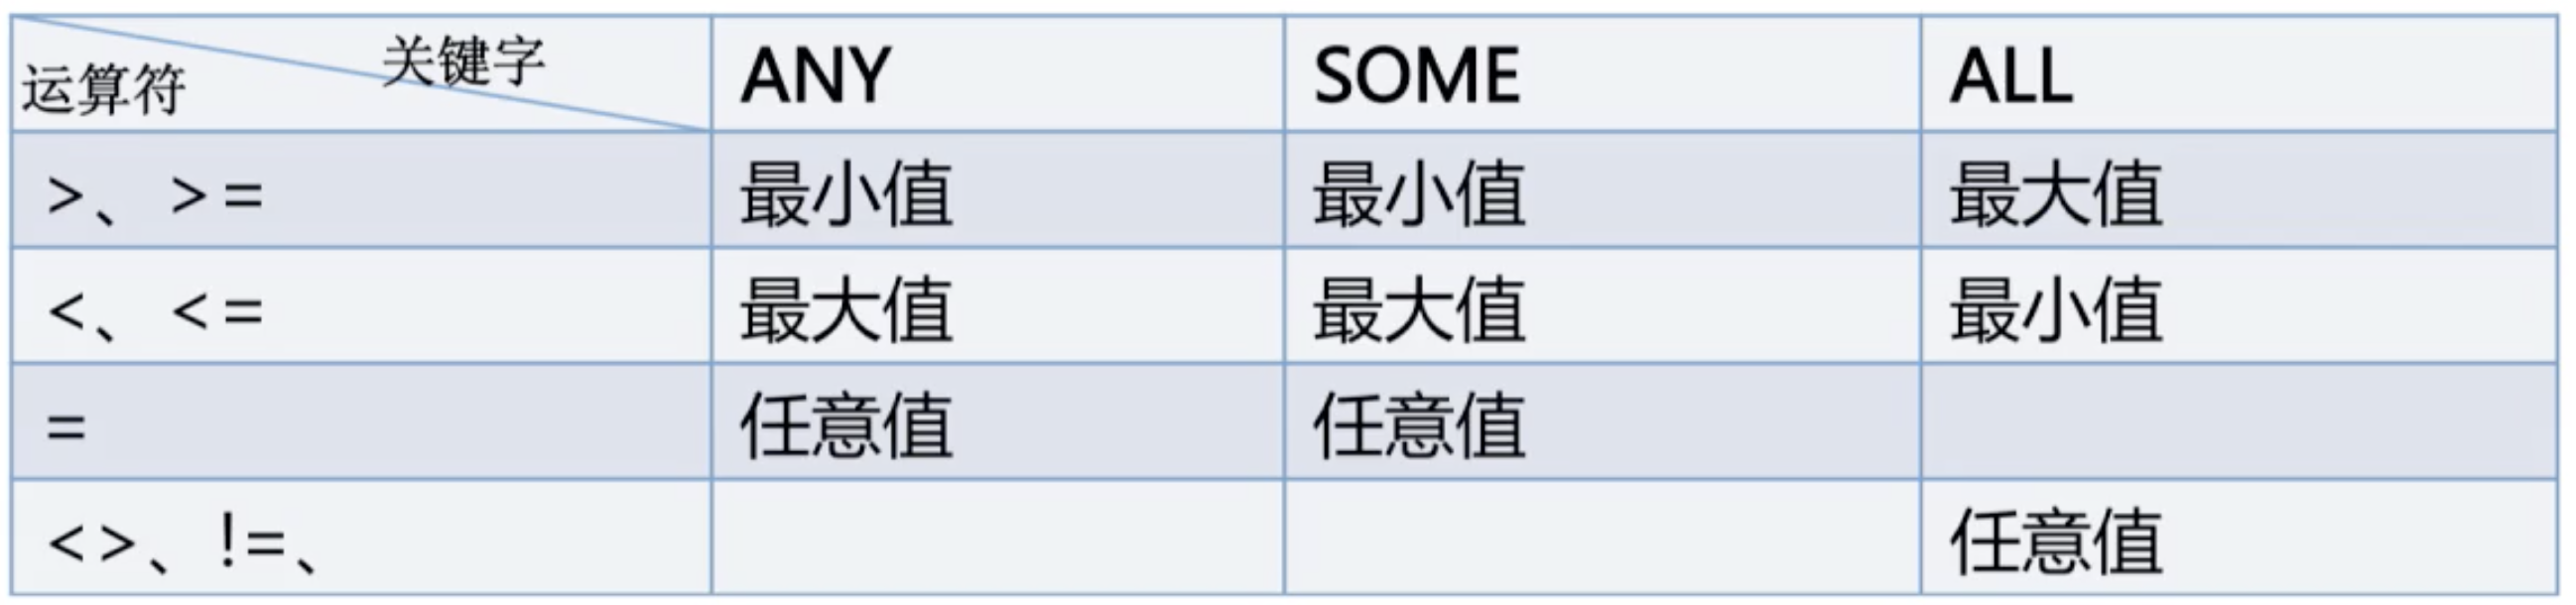 关键字
运算符
ANY
SOME
ALL
>、>=
最小值
最小值
最大值
<、<=
最大值
最大值
最小值
=
任意值
任意值
<>、!=、
任意值